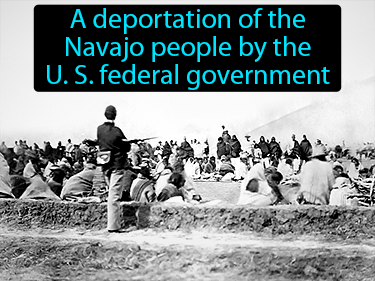 A deportation of the
Navajo people by the
U. S. federal government